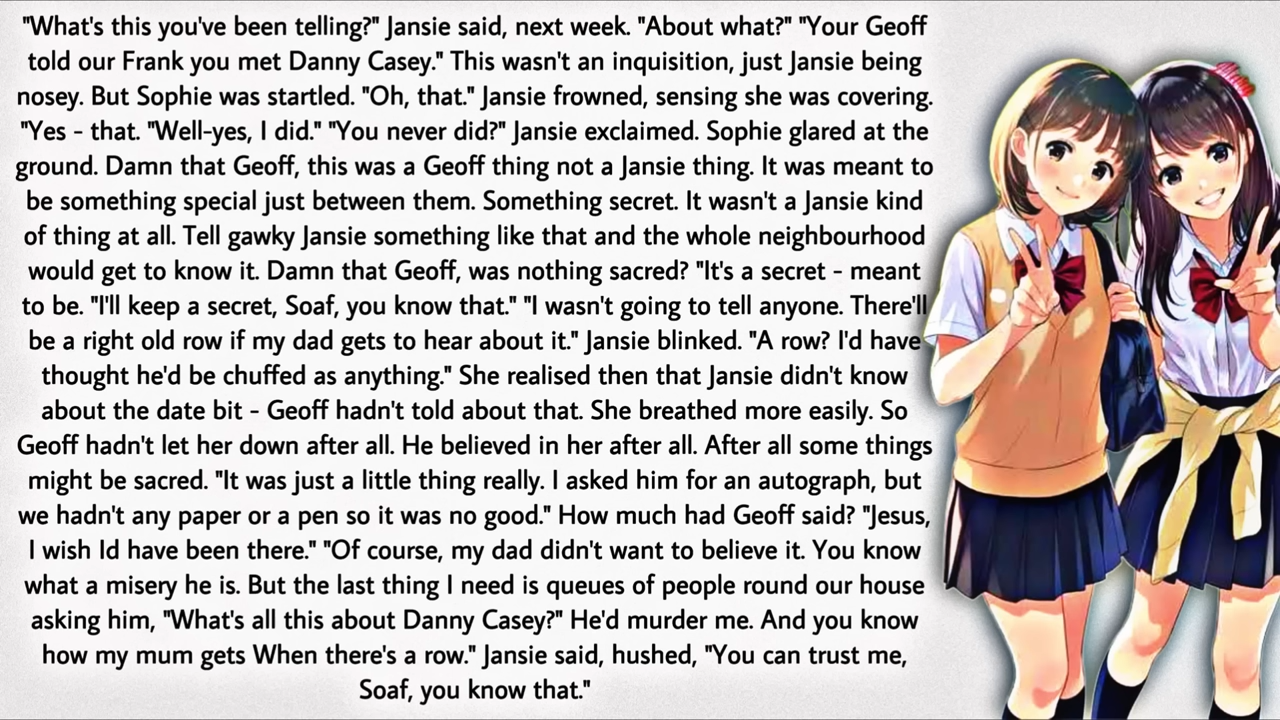 "What's this you've been telling?" Jansie said, next week. "About what?" "Your Geoff
told our Frank you met Danny Casey." This wasn't an inquisition, just Jansie being
nosey. But Sophie was startled. "Oh, that." Jansie frowned, sensing she was covering.
"Yes - that. "Well-yes, I did." "You never did?" Jansie exclaimed. Sophie glared at the
ground. Damn that Geoff, this was a Geoff thing not a Jansie thing. It was meant to
be something special just between them. Something secret. It wasn't a Jansie kind
of thing at all. Tell gawky Jansie something like that and the whole neighbourhood
would get to know it. Damn that Geoff, was nothing sacred? "It's a secret - meant
to be. "I'll keep a secret, Soaf, you know that." "I wasn't going to tell anyone. There'll
be a right old row if my dad gets to hear about it." Jansie blinked. "A row? I'd have
thought he'd be chuffed as anything." She realised then that Jansie didn't know
about the date bit - Geoff hadn't told about that. She breathed more easily. So
Geoff hadn't let her down after all. He believed in her after all. After all some things
might be sacred. "It was just a little thing really. I asked him for an autograph, but
we hadn't any paper or a pen so it was no good." How much had Geoff said? "Jesus,
I wish Id have been there." "Of course, my dad didn't want to believe it. You know
what a misery he is. But the last thing I need is queues of people round our house
asking him, "What's all this about Danny Casey?" He'd murder me. And you know
how my mum gets When there's a row." Jansie said, hushed, "You can trust me,
Soaf, you know that."